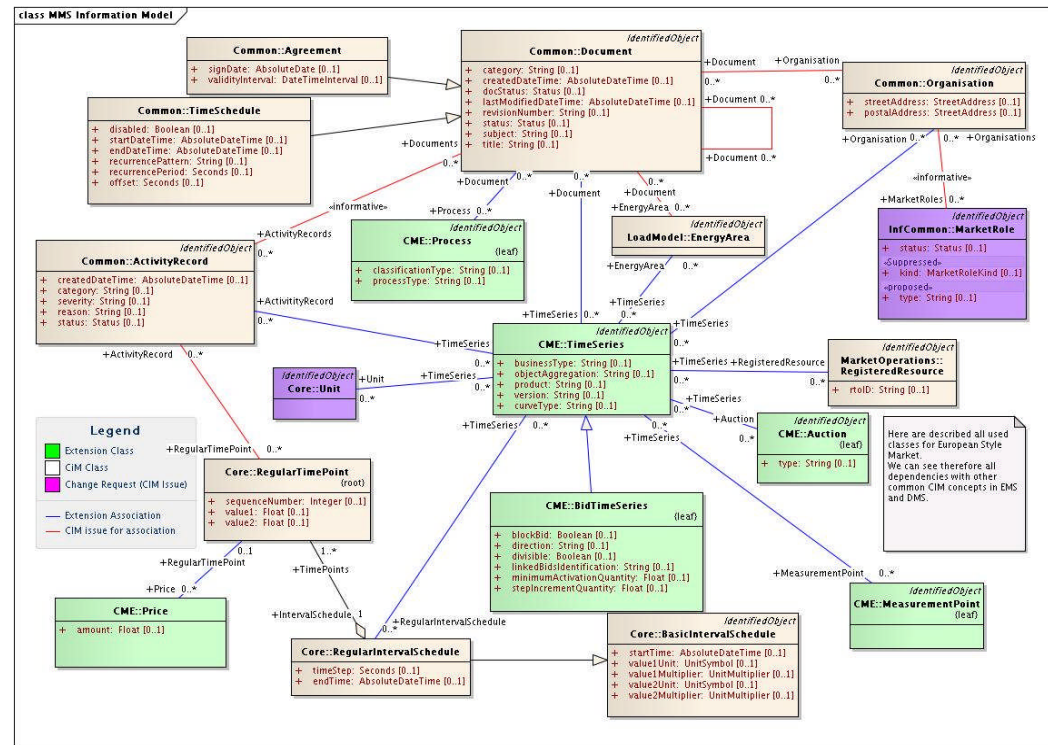 class MMS Information Model
Common::Agreement
+ signDate: AbsoluteDate [0..1]
+ validityInterval: DateTimeInterval [0..1]
IdentifiedObject
Common::Document
+ category: String [0..1]
+ createdDateTime: AbsoluteDateTime [0..1]
+ docStatus: Status [0..1]
+ lastModifiedDateTime: AbsoluteDateTime [0..1]
+ revisionNumber: String [0..1]
+ status: Status [0..1]
+ subject: String [0..1]
+ title: String [0..1]
+Document
0..*
+Organisation
0..*
IdentifiedObject
Common::Organisation
+ streetAddress: StreetAddress [0..1]
+ postalAddress: StreetAddress [0..1]
Common::TimeSchedule
+ disabled: Boolean [0..1]
+ startDateTime: AbsoluteDateTime [0..1]
+ endDateTime: AbsoluteDateTime [0..1]
+ recurrencePattern: String [0..1]
+ recurrencePeriod: Seconds [0..1]
+ offset: Seconds [0..1]
+Document 0..*
+Document 0..*
+Documents
0..*
+Document
0..*
0..*
+Document
0..*
+Document
+Organisation 0..*
0..* +Organisations
«informative»
+MarketRoles 0..*
IdentifiedObject
InfCommon::MarketRole
+ status: Status [0..1]
«Suppressed»
+ kind: MarketRoleKind [0..1]
«proposed»
+ type: String [0..1]
«informative»
+ActivityRecords
0..*
+Process 0..*
IdentifiedObject
CME::Process
{leaf}
+ classificationType: String [0..1]
+ processType: String [0..1]
+EnergyArea
0..*
IdentifiedObject
LoadModel::EnergyArea
+EnergyArea 0..*
+TimeSeries
0..*
IdentifiedObject
Common::ActivityRecord
+ createdDateTime: AbsoluteDateTime [0..1]
+ category: String [0..1]
+ severity: String [0..1]
+ reason: String [0..1]
+ status: Status [0..1]
+ActivitityRecord
0..*
+TimeSeries
0..*
+TimeSeries 0..*
+TimeSeries
0..*
IdentifiedObject
CME::TimeSeries
+ businessType: String [0..1]
+ objectAggregation: String [0..1]
+ product: String [0..1]
+ version: String [0..1]
+ curveType: String [0..1]
+TimeSeries
0..*
+RegisteredResource
0..*
IdentifiedObject
MarketOperations::
RegisteredResource
+ rtoID: String [0..1]
+ActivityRecord 0..*
IdentifiedObject
Core::Unit
+Unit
0..*
+TimeSeries
0..*
+TimeSeries
0..*
+Auction
0..*
IdentifiedObject
CME::Auction
{leaf}
+ type: String [0..1]
Here are described all used
classes for European Style
Market.
We can see therefore all
dependencies with other
common CIM concepts in EMS
and DMS.
Legend
Extension Class
CiM Class
Change Request (CIM Issue)
Extension Association
CIM issue for association
+RegularTimePoint 0..*
+TimeSeries
0..*
0..*
+TimeSeries
Core::RegularTimePoint
{root}
+ sequenceNumber: Integer [0..1]
+ value1: Float [0..1]
+ value2: Float [0..1]
CME::BidTimeSeries
{leaf}
+ blockBid: Boolean [0..1]
+ direction: String [0..1]
+ divisible: Boolean [0..1]
+ linkedBidsIdentification: String [0..1]
+ minimumActivationQuantity: Float [0..1]
+ stepIncrementQuantity: Float [0..1]
0..1
+RegularTimePoint
1..*
+TimePoints
+Price 0..*
CME::Price
+ amount: Float [0..1]
+MeasurementPoint 0..*
IdentifiedObject
CME::MeasurementPoint
{leaf}
+IntervalSchedule 1
0..*
+RegularIntervalSchedule
Core::RegularIntervalSchedule
+ timeStep: Seconds [0..1]
+ endTime: AbsoluteDateTime [0..1]
IdentifiedObject
Core::BasicIntervalSchedule
+ startTime: AbsoluteDateTime [0..1]
+ value1Unit: UnitSymbol [0..1]
+ value1Multiplier: UnitMultiplier [0..1]
+ value2Unit: UnitSymbol [0..1]
+ value2Multiplier: UnitMultiplier [0..1]